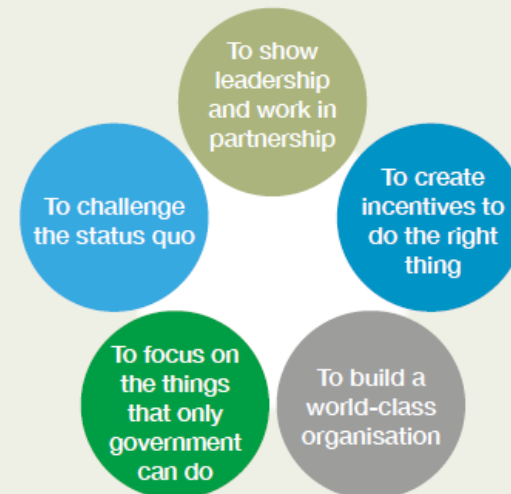 To show
leadership
and work in
partnership
To create
incentives to
do the right
thing
To build a
world-class
organisation
To focus on
the things
that only
government
can do
To challenge
the status quo